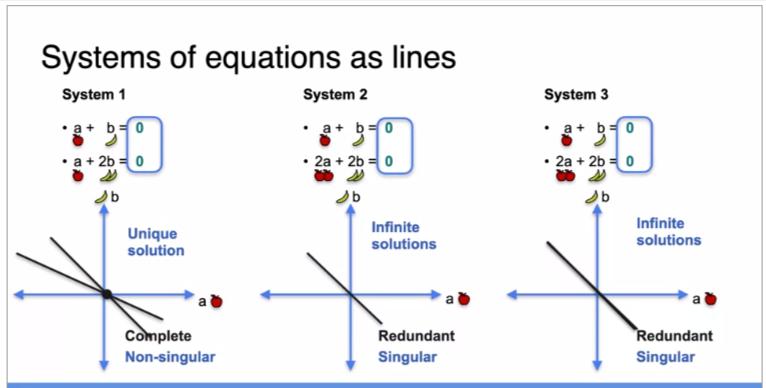 Systems of equations as lines
System 1
• a + b = 0
• a + 2b = 0
b
Unique
solution
a
Complete
Non-singular
System 2
• a + b = 0
• 2a + 2b = 0
b
Infinite
solutions
a
Redundant
Singular
System 3
• a + b = 0
• 2a + 2b = 0
b
Infinite
solutions
a
Redundant
Singular